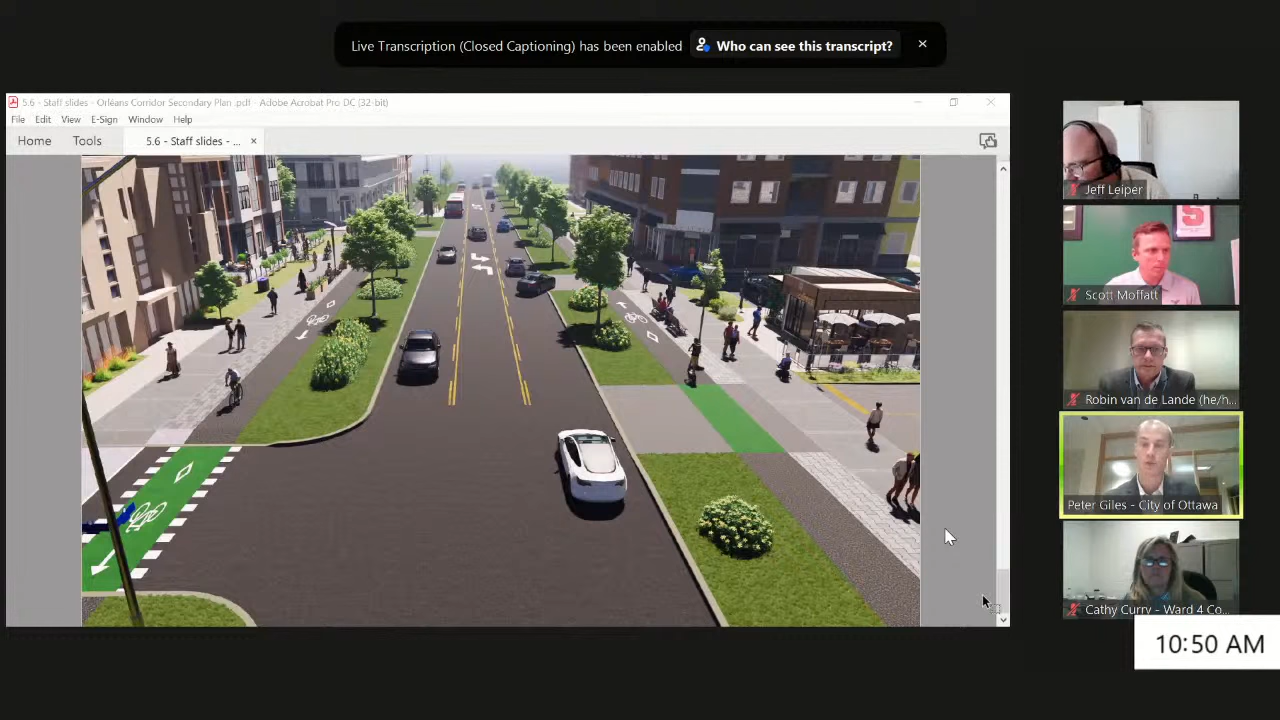 Live Transcription (Closed Captioning) has been enabled Who can see this transcript?
5.6 - Staff slides - Orléans Corridor Secondary Plan .pdf - Adobe Acrobat Pro DC (32-bit)
File Edit View E-Sign Window Help
Home Tools 5.6 - Staff slides - ...
Jeff Leiper
S
Scott Moffatt
Robin van de Lande (he/h...
Peter Giles - City of Ottawa
Cathy Curry - Ward 4 Co...
10:50 AM